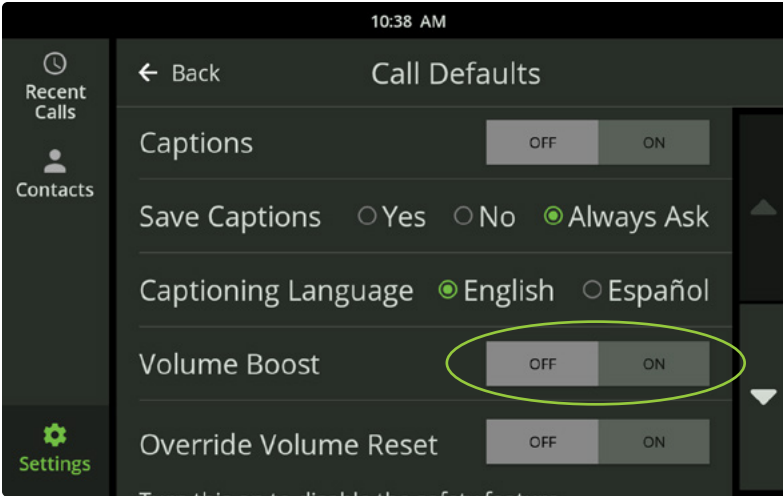 10:38 AM
Recent
Calls
Contacts
Settings
Back
Call Defaults
Captions OFF ON
Save Captions Yes No Always Ask
Captioning Language English Español
Volume Boost OFF ON
Override Volume Reset OFF ON